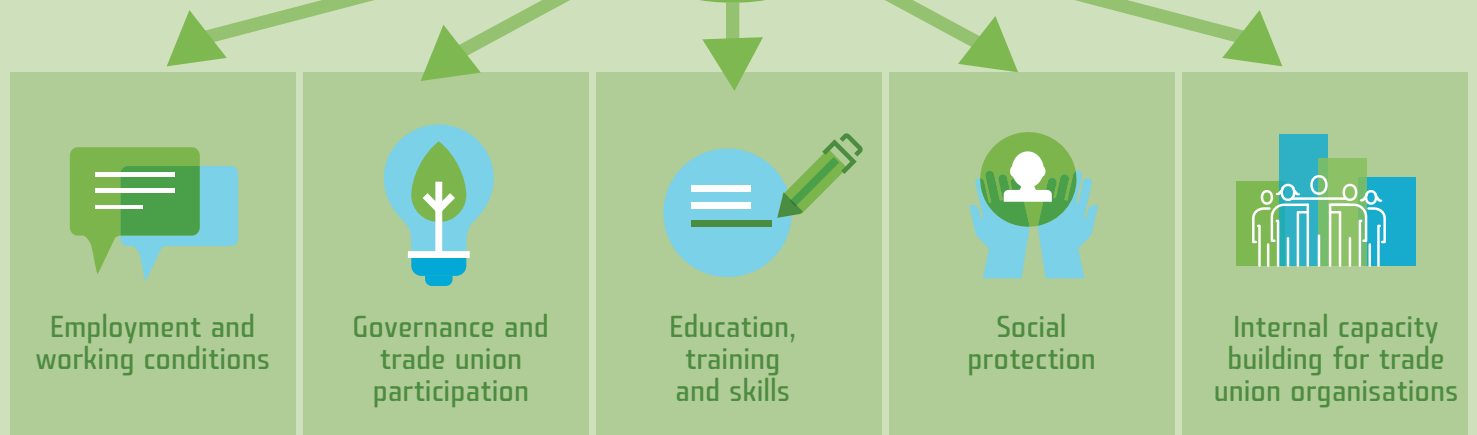 Employment and
working conditions
Governance and
trade union
participation
Education,
training
and skills
Social
protection
Internal capacity
building for trade
union organisations